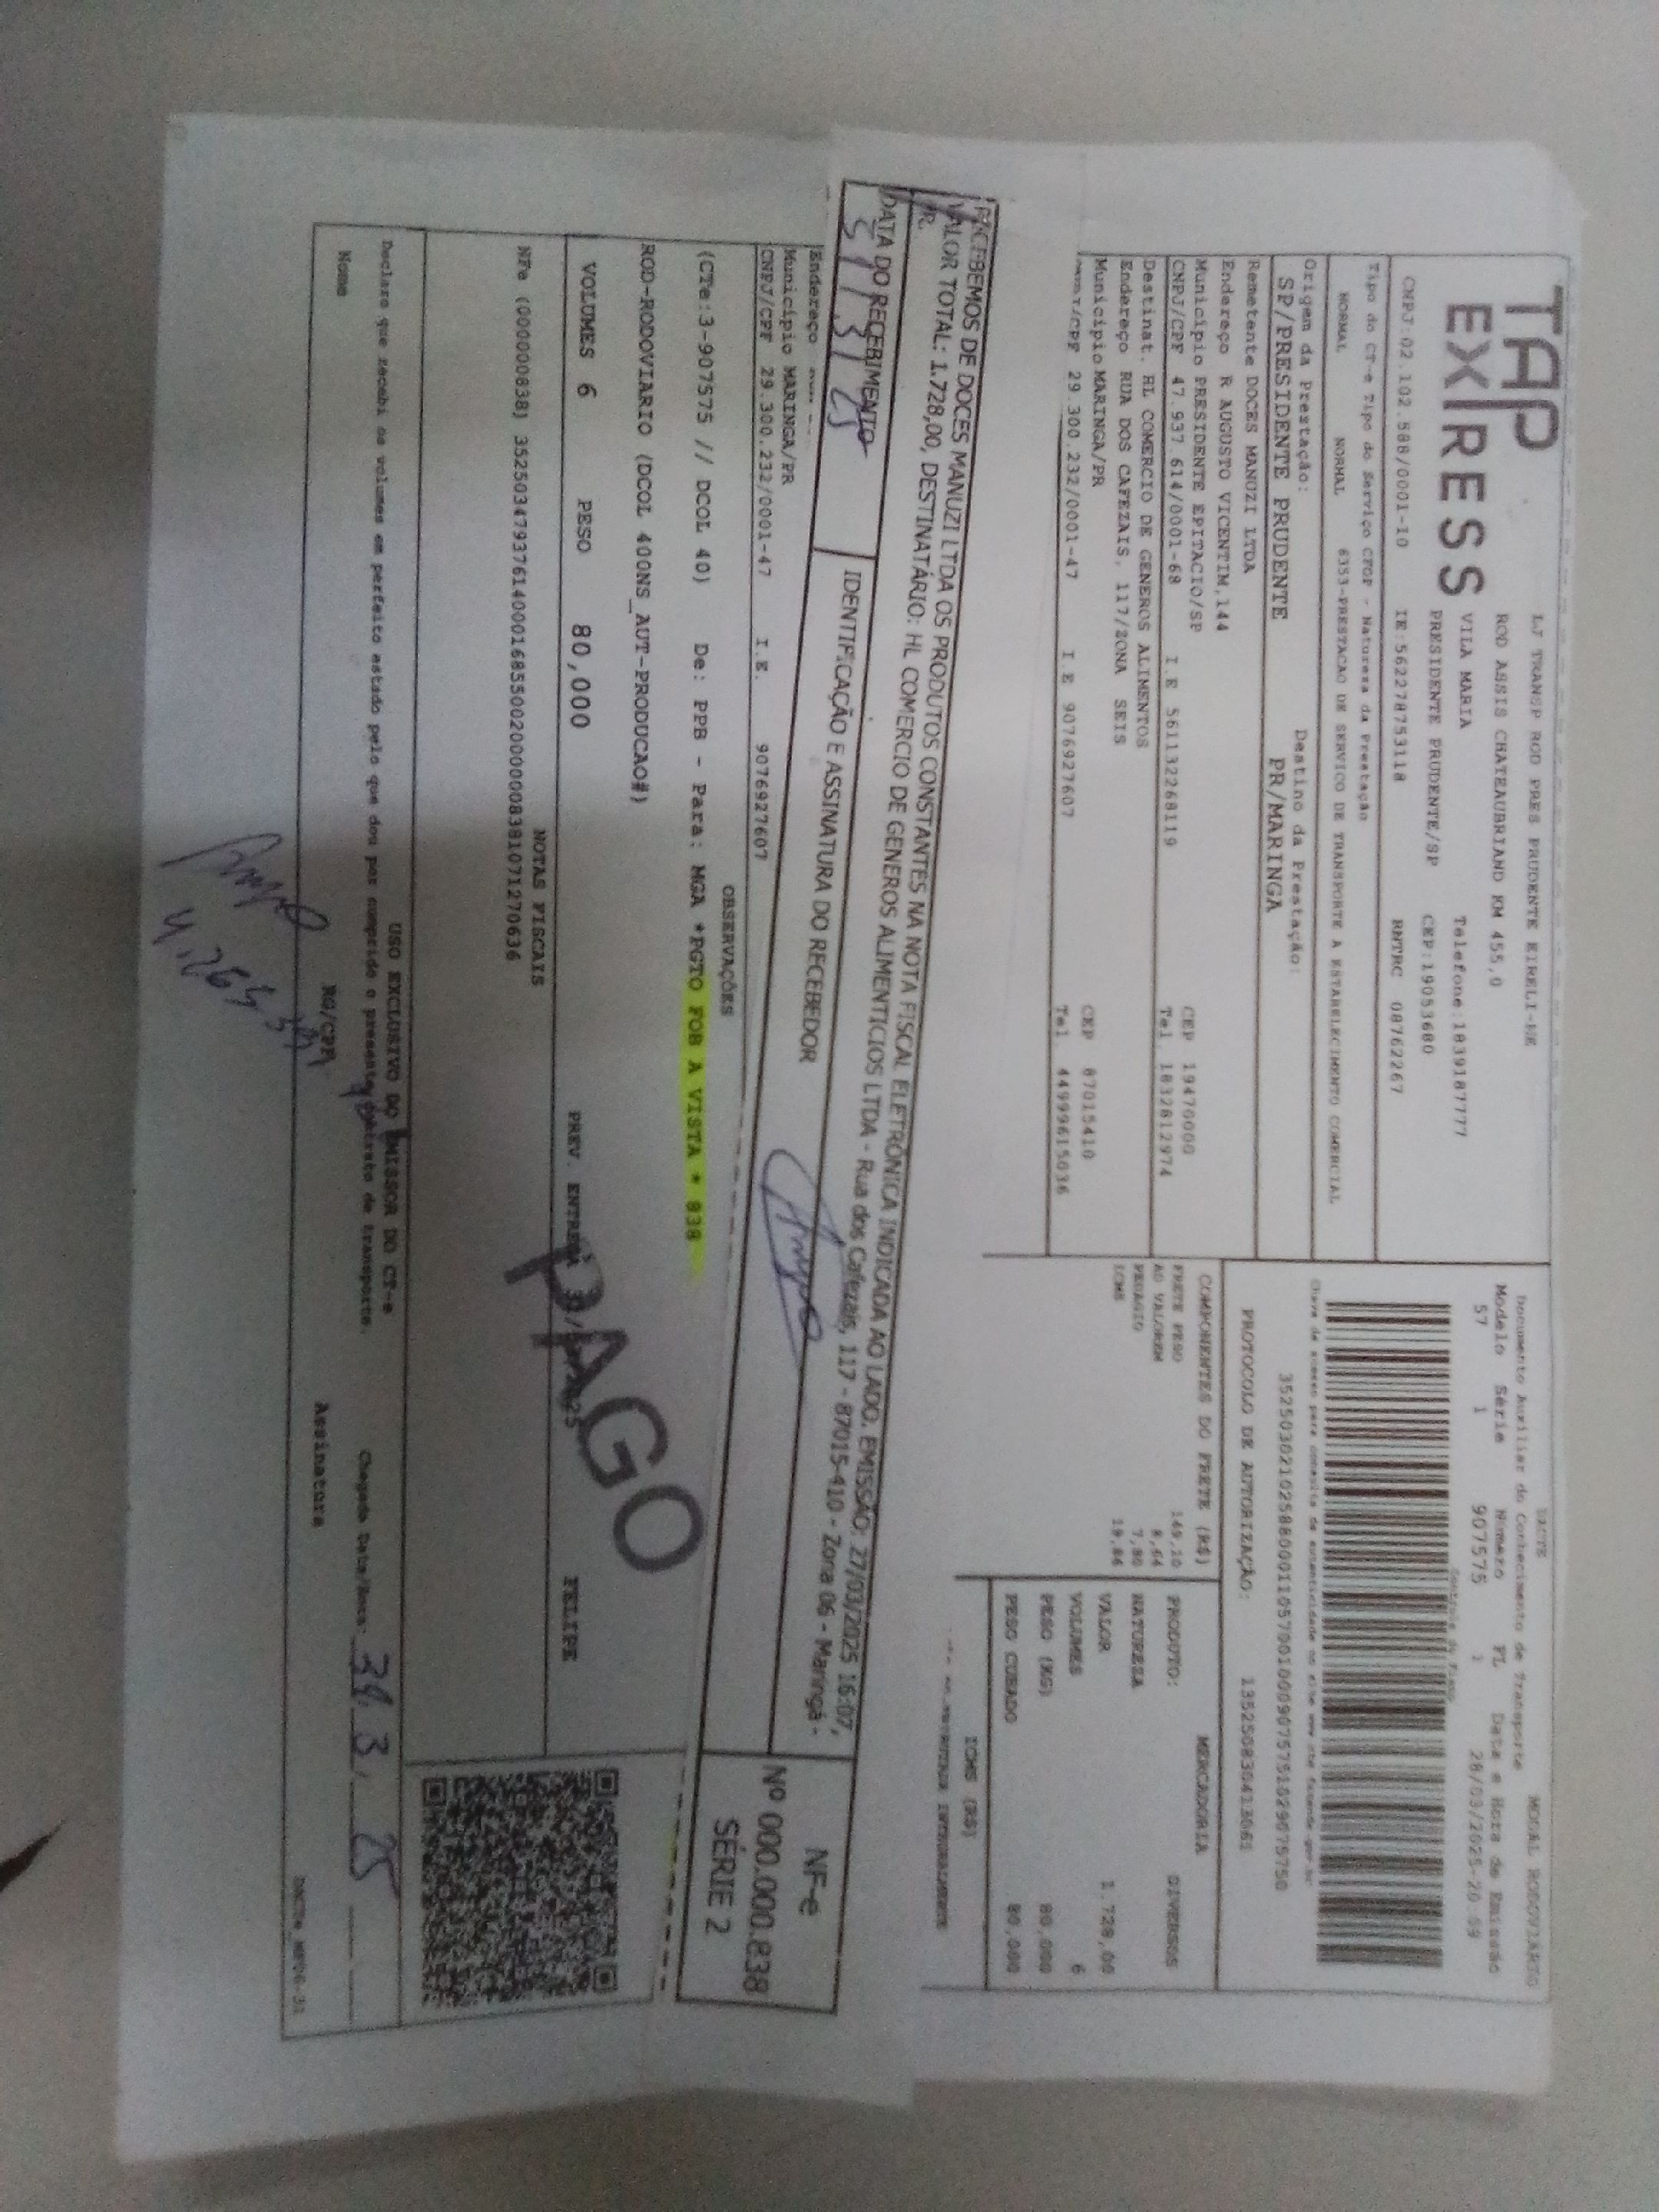 TAP
EXPRESS
LJ TRANSP ROD PRES PRUDENTE EIRELI-ME
ROD ASSIS CHATEAUBRIAND KM 455,0
VILA MARIA Telefone:1839187777
PRESIDENTE PRUDENTE/SP CEP:19053680
CNPJ:02.102.588/0001-10 IE:562278753118 RNTRC 08762267
DACTE MODAL RODOVIÁRIO
Documento Auxiliar do Conhecimento de Transporte
Modelo Série Número FL Data e Hora de Emissão
57 1 907575 1 28/03/2025-20:09
Controle do Fisco
Tipo do CT-e Tipo do Serviço CFOP - Natureza da Prestação
NORMAL NORMAL 6353-PRESTACAO DE SERVICO DE TRANSPORTE A ESTABELECIMENTO COMERCIAL
Origem da Prestação: Destino da Prestação:
SP/PRESIDENTE PRUDENTE PR/MARINGA
PROTOCOLO DE AUTORIZAÇÃO:
Remetente DOCES MANUZI LTDA
Endereço R AUGUSTO VICENTIM,144
Município PRESIDENTE EPITACIO/SP CEP 19470000
CNPJ/CPF 47.937.614/0001-68 I.E 561132268119 Tel 1832812974
Destinat. HL COMERCIO DE GENEROS ALIMENTOS
Endereço RUA DOS CAFEZAIS, 117/ZONA SEIS
Município MARINGA/PR CEP 87015410
29.300.232/0001-47 I.E 9076927607 Tel 44999615036
COMPONENTES DO FRETE (R$)
FRETE PESO 149,10
AD VALOREM 8,64
PEDAGIO 7,80
ICMS 19,86
MERCADORIA
PRODUTO: DIVERSOS
NATUREZA
VALOR 1.728,00
VOLUMES 6
PESO (KG) 80,000
PESO CUBADO 80,000
ICMS (R$)
RECEBEMOS DE DOCES MANUZI LTDA OS PRODUTOS CONSTANTES NA NOTA FISCAL ELETRÔNICA INDICADA AO LADO. EMISSÃO: 27/03/2025 16:07,
VALOR TOTAL: 1.728,00, DESTINATÁRIO: HL COMERCIO DE GENEROS ALIMENTICIOS LTDA - Rua dos Cafezais, 117 - 87015-410 - Zona 06 - Maringá -
PR.
DATA DO RECEBIMENTO IDENTIFICAÇÃO E ASSINATURA DO RECEBEDOR
31/3/25
NF-e
Nº 000.000.838
SÉRIE 2
Endereço
Município MARINGA/PR
CNPJ/CPF 29.300.232/0001-47 I.E. 9076927607
OBSERVAÇÕES
(CTe:3-907575 // DCOL 40) De: PPB - Para: MGA *PGTO FOB A VISTA * 838
ROD-RODOVIARIO (DCOL 40ONS_AUT-PRODUCAO#)
PAGO
VOLUMES 6 PESO 80,000 PREV. ENTREGA FELIPE
NOTAS FISCAIS
NFe (000000838) 35250347937614000168550020000008381071270636
USO EXCLUSIVO DO EMISSOR DO CT-e
Declaro que recebi os volumes em perfeito estado pelo que dou por cumprido o presente contrato de transporte.
Chegada Data/Hora: 31/3/25
Nome RG/CPF Assinatura